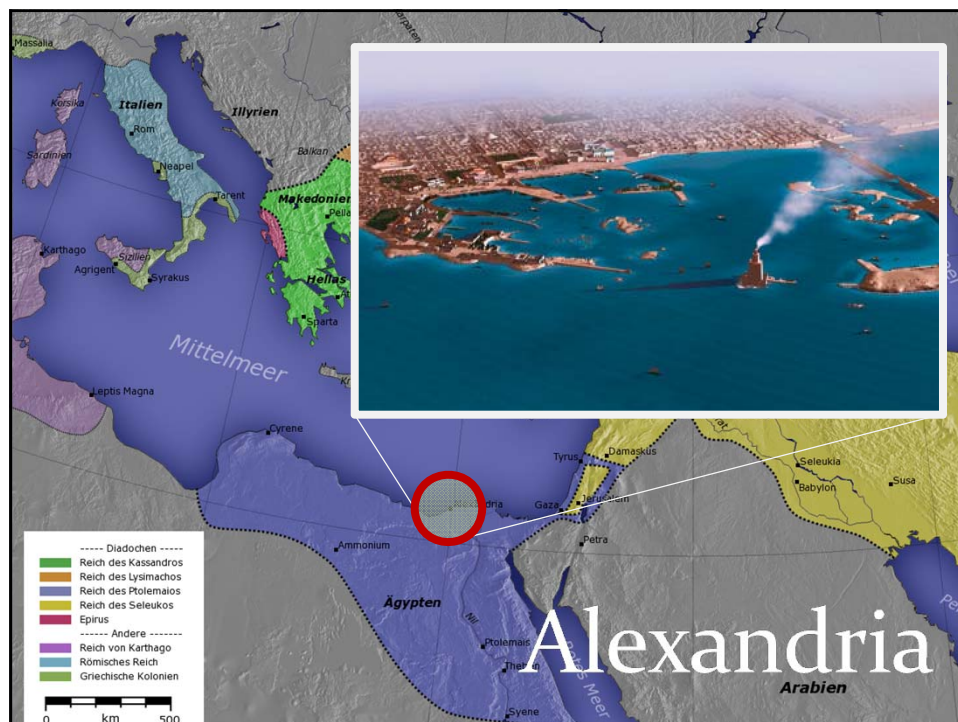 Massalia
Korsika
Italien
Rom
Illyrien
Sardinien
Neapel
Balkan
Tarent
Makedonien
Karthago
Sizilien
Agrigent
Syrakus
Hellas
Sparta
Mittelmeer
Leptis Magna
Cyrene
Tyrus
Damaskus
Seleukia
Babylon
Susa
Gaza
Jerusalem
Petra
Ammonium
Ägypten
Nil
Ptolemais
Syene
Alexandria
Arabien
----- Diadochen -----
Reich des Kassandros
Reich des Lysimachos
Reich des Ptolemaios
Reich des Seleukos
Epirus
----- Andere -----
Reich von Karthago
Römisches Reich
Griechische Kolonien
0 km 500